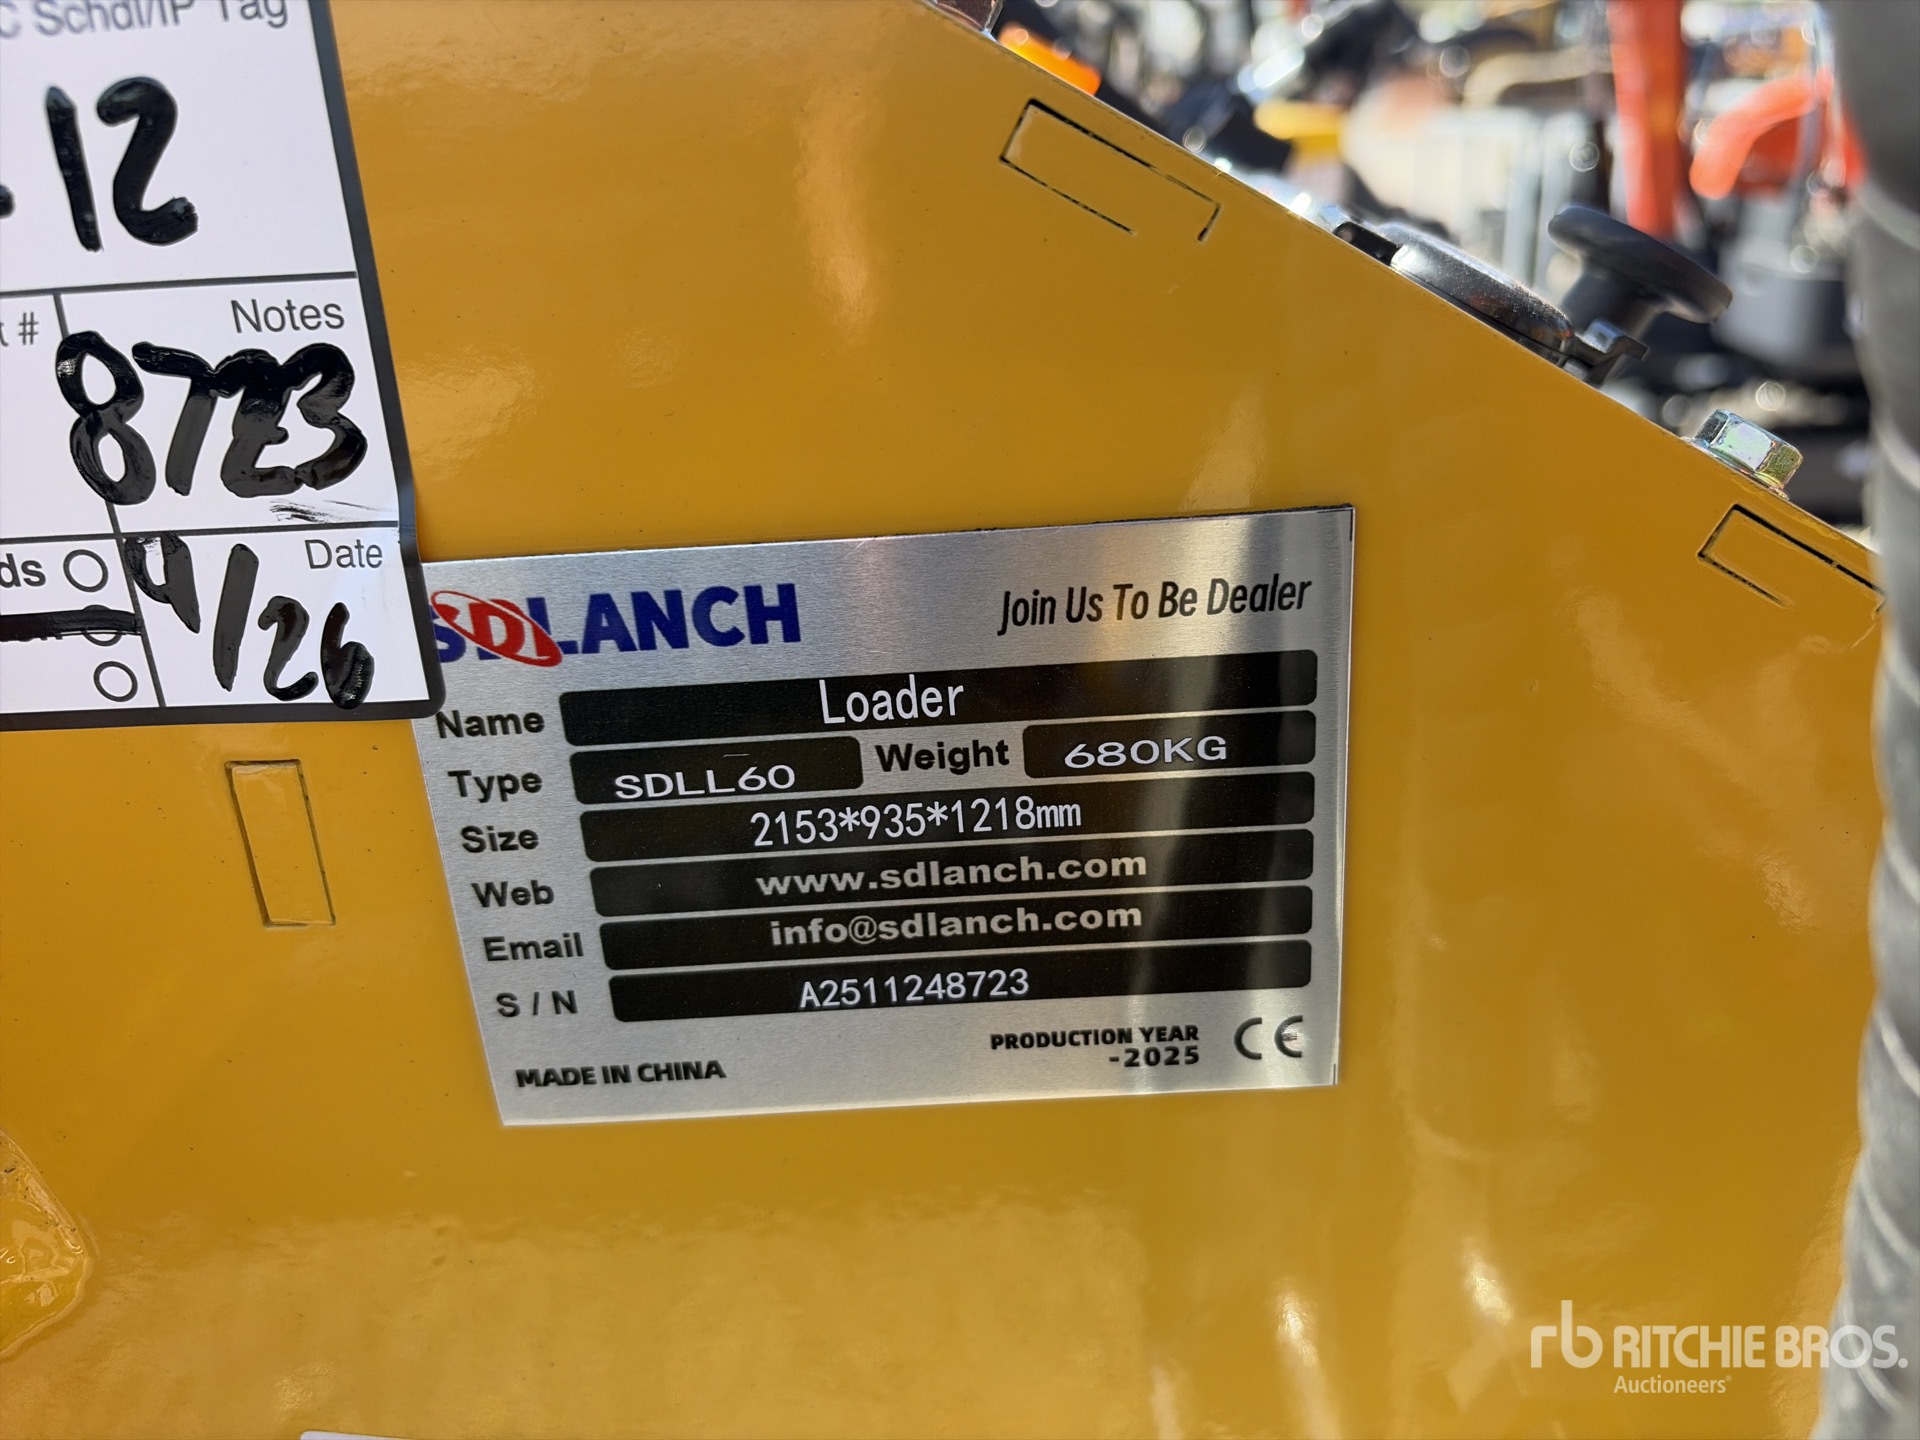 C Schdl/IP Tag
-12
t #
Notes
8723
ds
Date
9/26
SDLANCH
Join Us To Be Dealer
Name Loader
Type SDLL60 Weight 680KG
Size 2153*935*1218mm
Web www.sdlanch.com
Email info@sdlanch.com
S/N A2511248723
PRODUCTION YEAR
-2025
CE
MADE IN CHINA
rb RITCHIE BROS.
Auctioneers